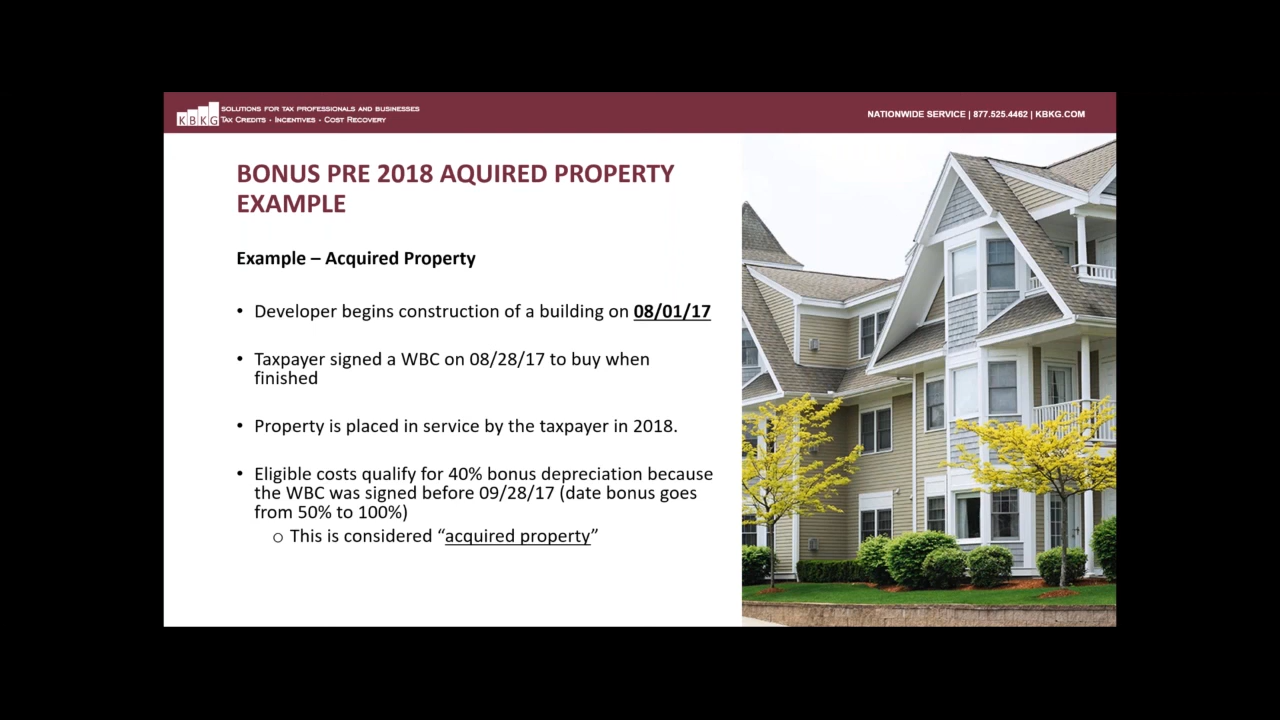 KBKG
SOLUTIONS FOR TAX PROFESSIONALS AND BUSINESSES
TAX CREDITS • INCENTIVES • COST RECOVERY
NATIONWIDE SERVICE | 877.525.4462 | KBKG.COM
BONUS PRE 2018 AQUIRED PROPERTY
EXAMPLE
Example – Acquired Property
• Developer begins construction of a building on 08/01/17
• Taxpayer signed a WBC on 08/28/17 to buy when
finished
• Property is placed in service by the taxpayer in 2018.
• Eligible costs qualify for 40% bonus depreciation because
the WBC was signed before 09/28/17 (date bonus goes
from 50% to 100%)
o This is considered “acquired property”